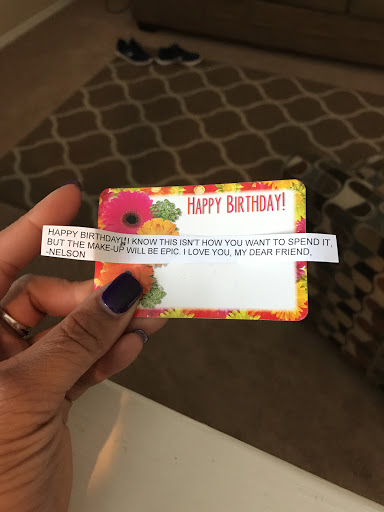 HAPPY BIRTHDAY!
HAPPY BIRTHDAY! I KNOW THIS ISN'T HOW YOU WANT TO SPEND IT,
BUT THE MAKE-UP WILL BE EPIC. I LOVE YOU, MY DEAR FRIEND,
-NELSON